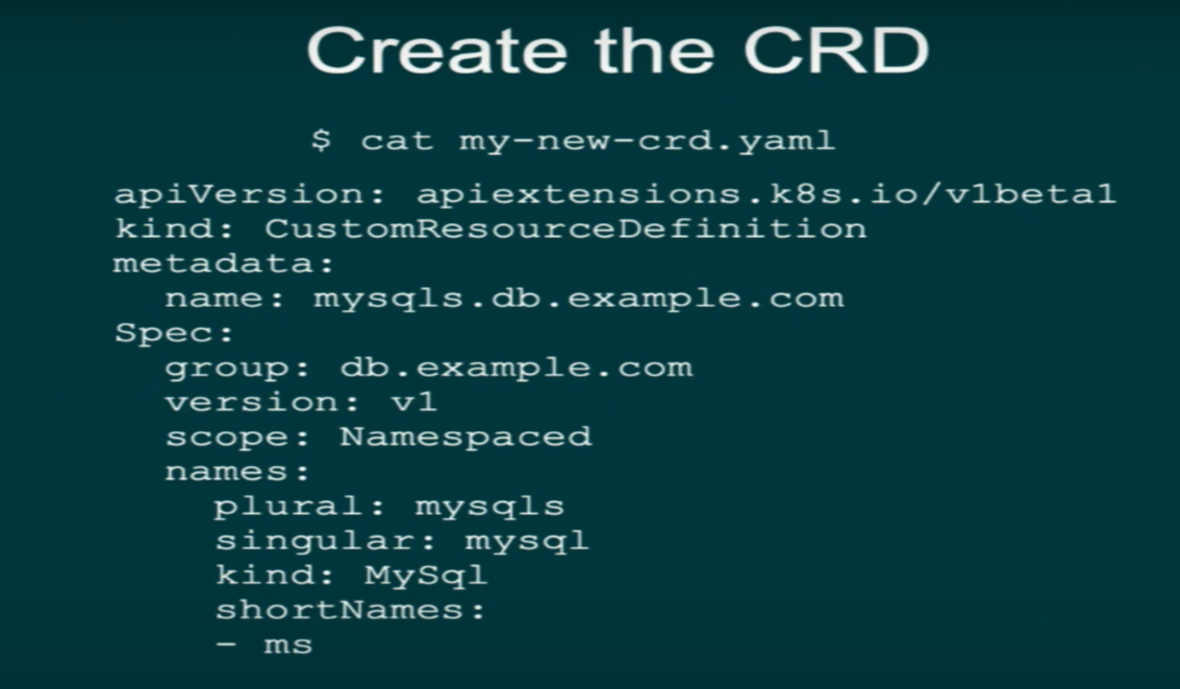 Create the CRD
$ cat my-new-crd.yaml
apiVersion: apiextensions.k8s.io/v1beta1
kind: CustomResourceDefinition
metadata:
  name: mysqls.db.example.com
Spec:
  group: db.example.com
  version: v1
  scope: Namespaced
  names:
    plural: mysqls
    singular: mysql
    kind: MySql
    shortNames:
    - ms